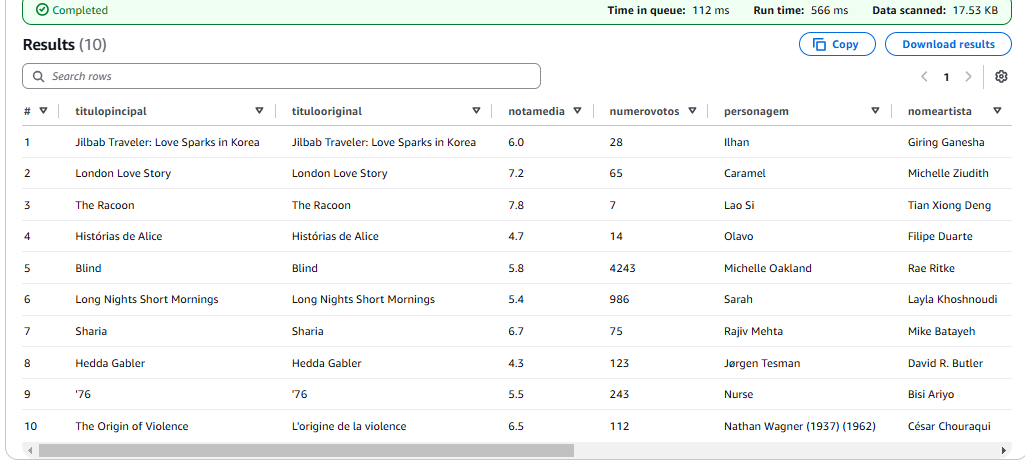 Completed Time in queue: 112 ms Run time: 566 ms Data scanned: 17.53 KB
Results (10) Copy Download results
Search rows 1
# titulopincipal titulooriginal notamedia numerovotos personagem nomeartista
1 Jilbab Traveler: Love Sparks in Korea Jilbab Traveler: Love Sparks in Korea 6.0 28 Ilhan Giring Ganesha
2 London Love Story London Love Story 7.2 65 Caramel Michelle Ziudith
3 The Racoon The Racoon 7.8 7 Lao Si Tian Xiong Deng
4 Histórias de Alice Histórias de Alice 4.7 14 Olavo Filipe Duarte
5 Blind Blind 5.8 4243 Michelle Oakland Rae Ritke
6 Long Nights Short Mornings Long Nights Short Mornings 5.4 986 Sarah Layla Khoshnoudi
7 Sharia Sharia 6.7 75 Rajiv Mehta Mike Batayeh
8 Hedda Gabler Hedda Gabler 4.3 123 Jørgen Tesman David R. Butler
9 '76 '76 5.5 243 Nurse Bisi Ariyo
10 The Origin of Violence L'origine de la violence 6.5 112 Nathan Wagner (1937) (1962) César Chouraqui